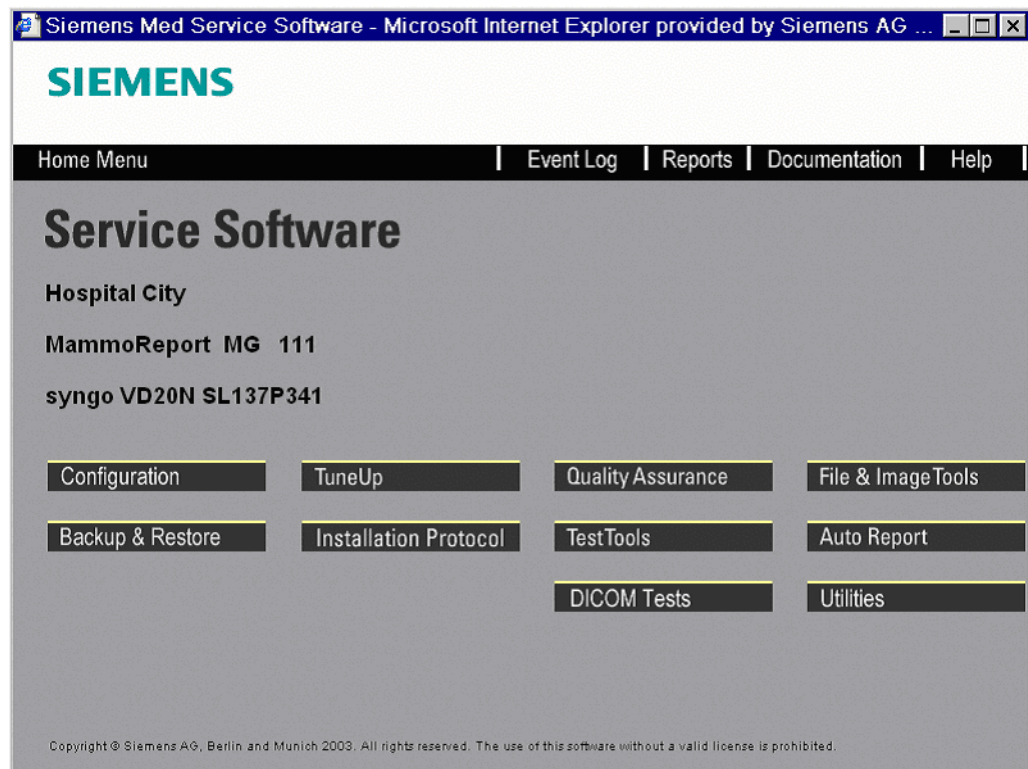 Siemens Med Service Software - Microsoft Internet Explorer provided by Siemens AG ...
SIEMENS
Home Menu Event Log Reports Documentation Help
Service Software
Hospital City
MammoReport MG 111
syngo VD20N SL137P341
Configuration TuneUp Quality Assurance File & Image Tools
Backup & Restore Installation Protocol TestTools Auto Report
DICOM Tests Utilities
Copyright © Siemens AG, Berlin and Munich 2003. All rights reserved. The use of this software without a valid license is prohibited.